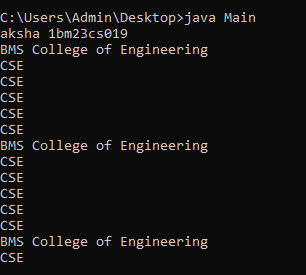 C:\Users\Admin\Desktop>java Main
aksha 1bm23cs019
BMS College of Engineering
CSE
CSE
CSE
CSE
CSE
BMS College of Engineering
CSE
CSE
CSE
CSE
CSE
BMS College of Engineering
CSE